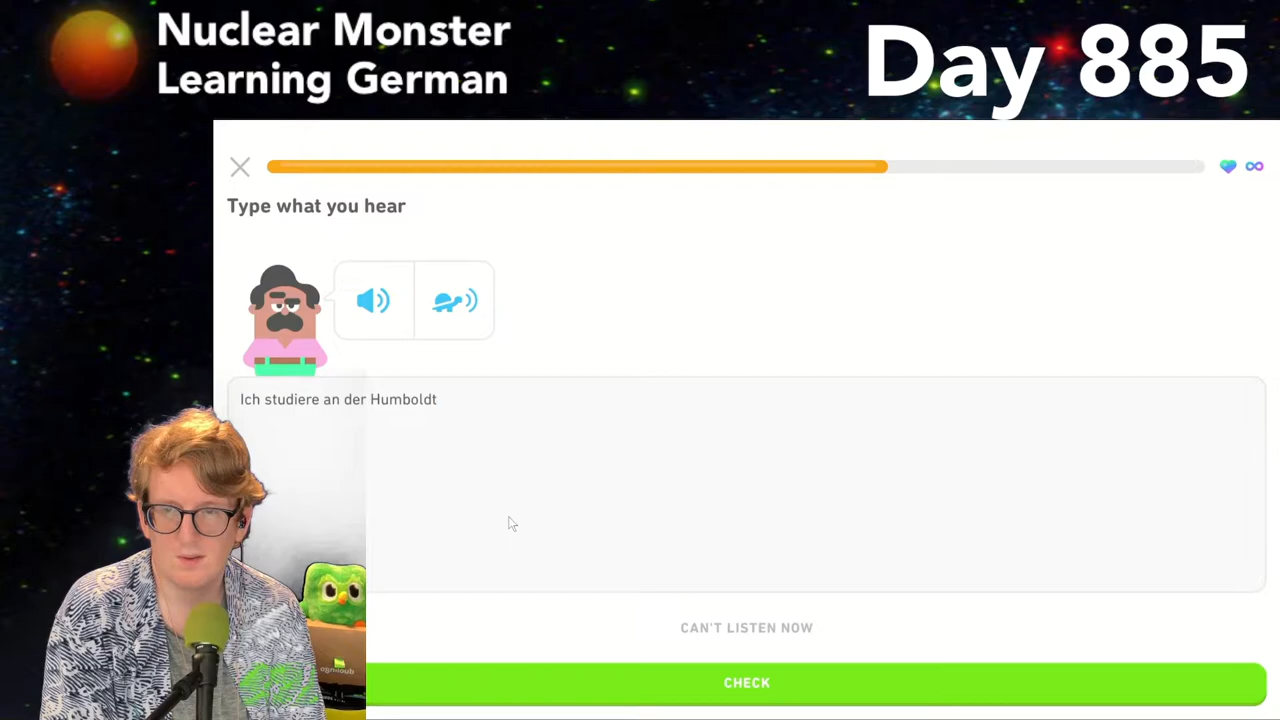 Nuclear Monster
Learning German
Day 885
Type what you hear
Ich studiere an der Humboldt
CAN'T LISTEN NOW
CHECK